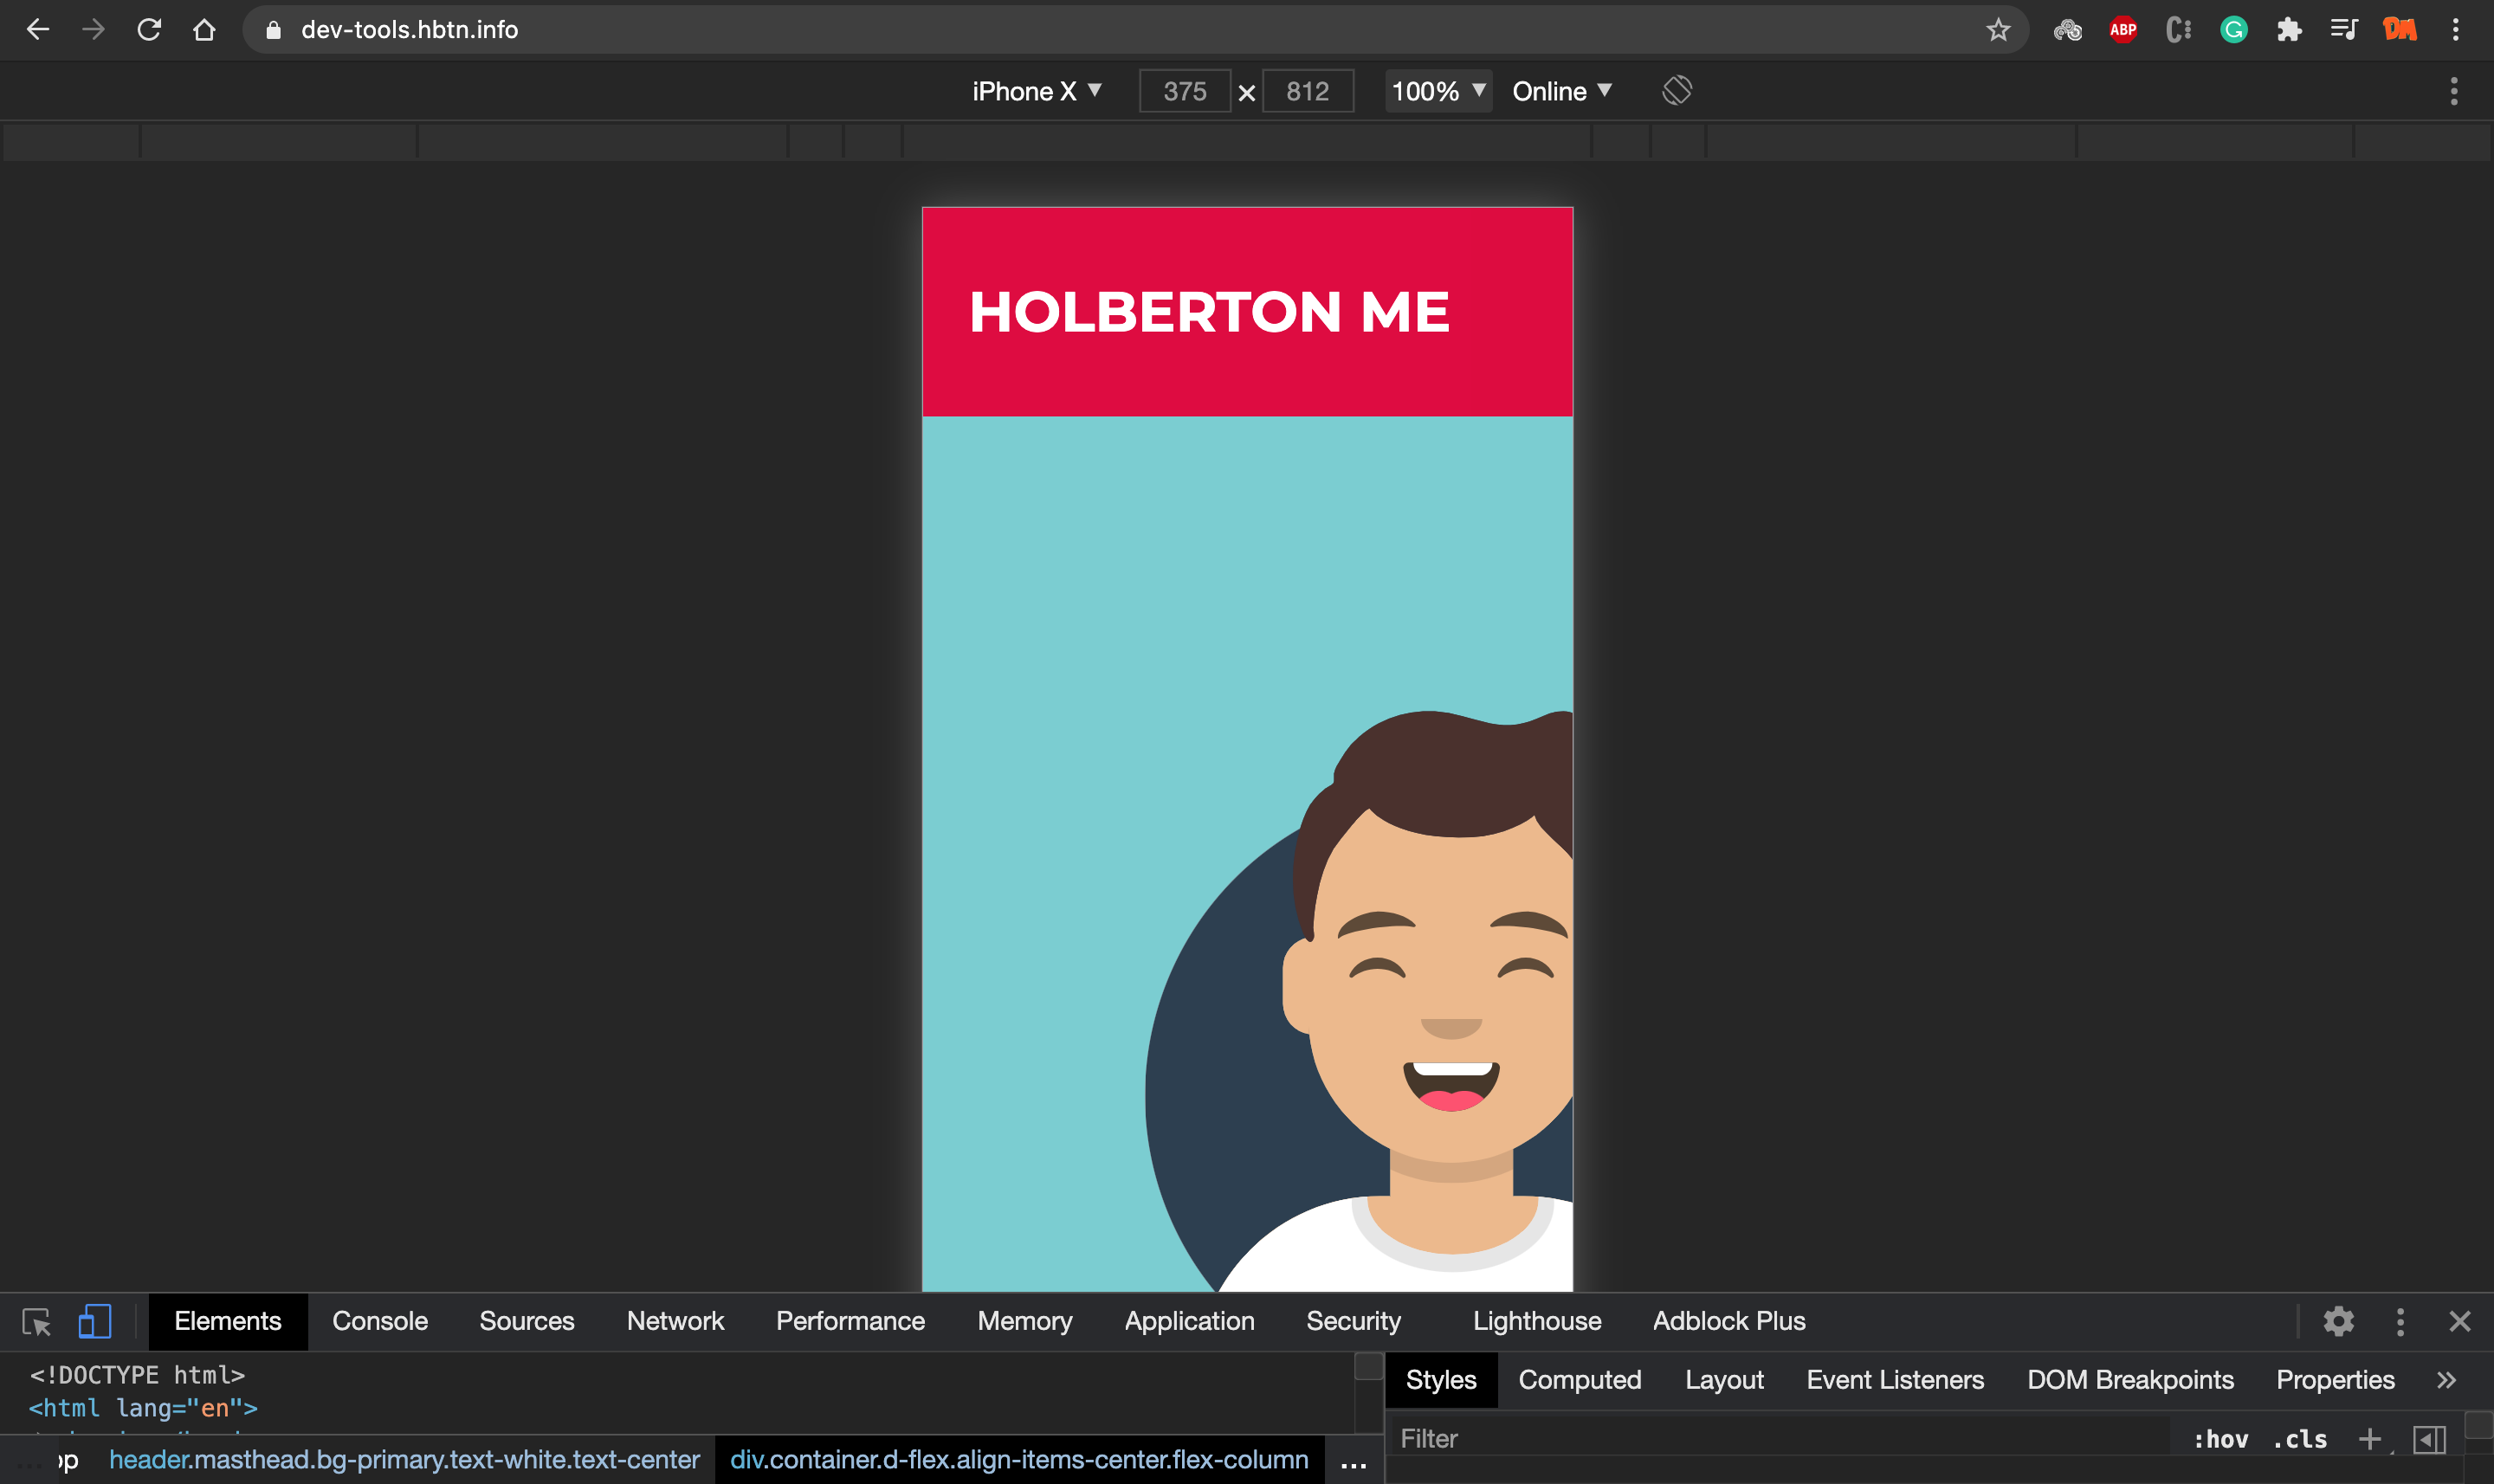 dev-tools.hbtn.info
ABP
iPhone X ▼ 375 × 812 100% ▼ Online ▼
HOLBERTON ME
Elements Console Sources Network Performance Memory Application Security Lighthouse Adblock Plus
<!DOCTYPE html>
<html lang="en">
Styles Computed Layout Event Listeners DOM Breakpoints Properties »
Filter :hov .cls +
header.masthead.bg-primary.text-white.text-center div.container.d-flex.align-items-center.flex-column ...